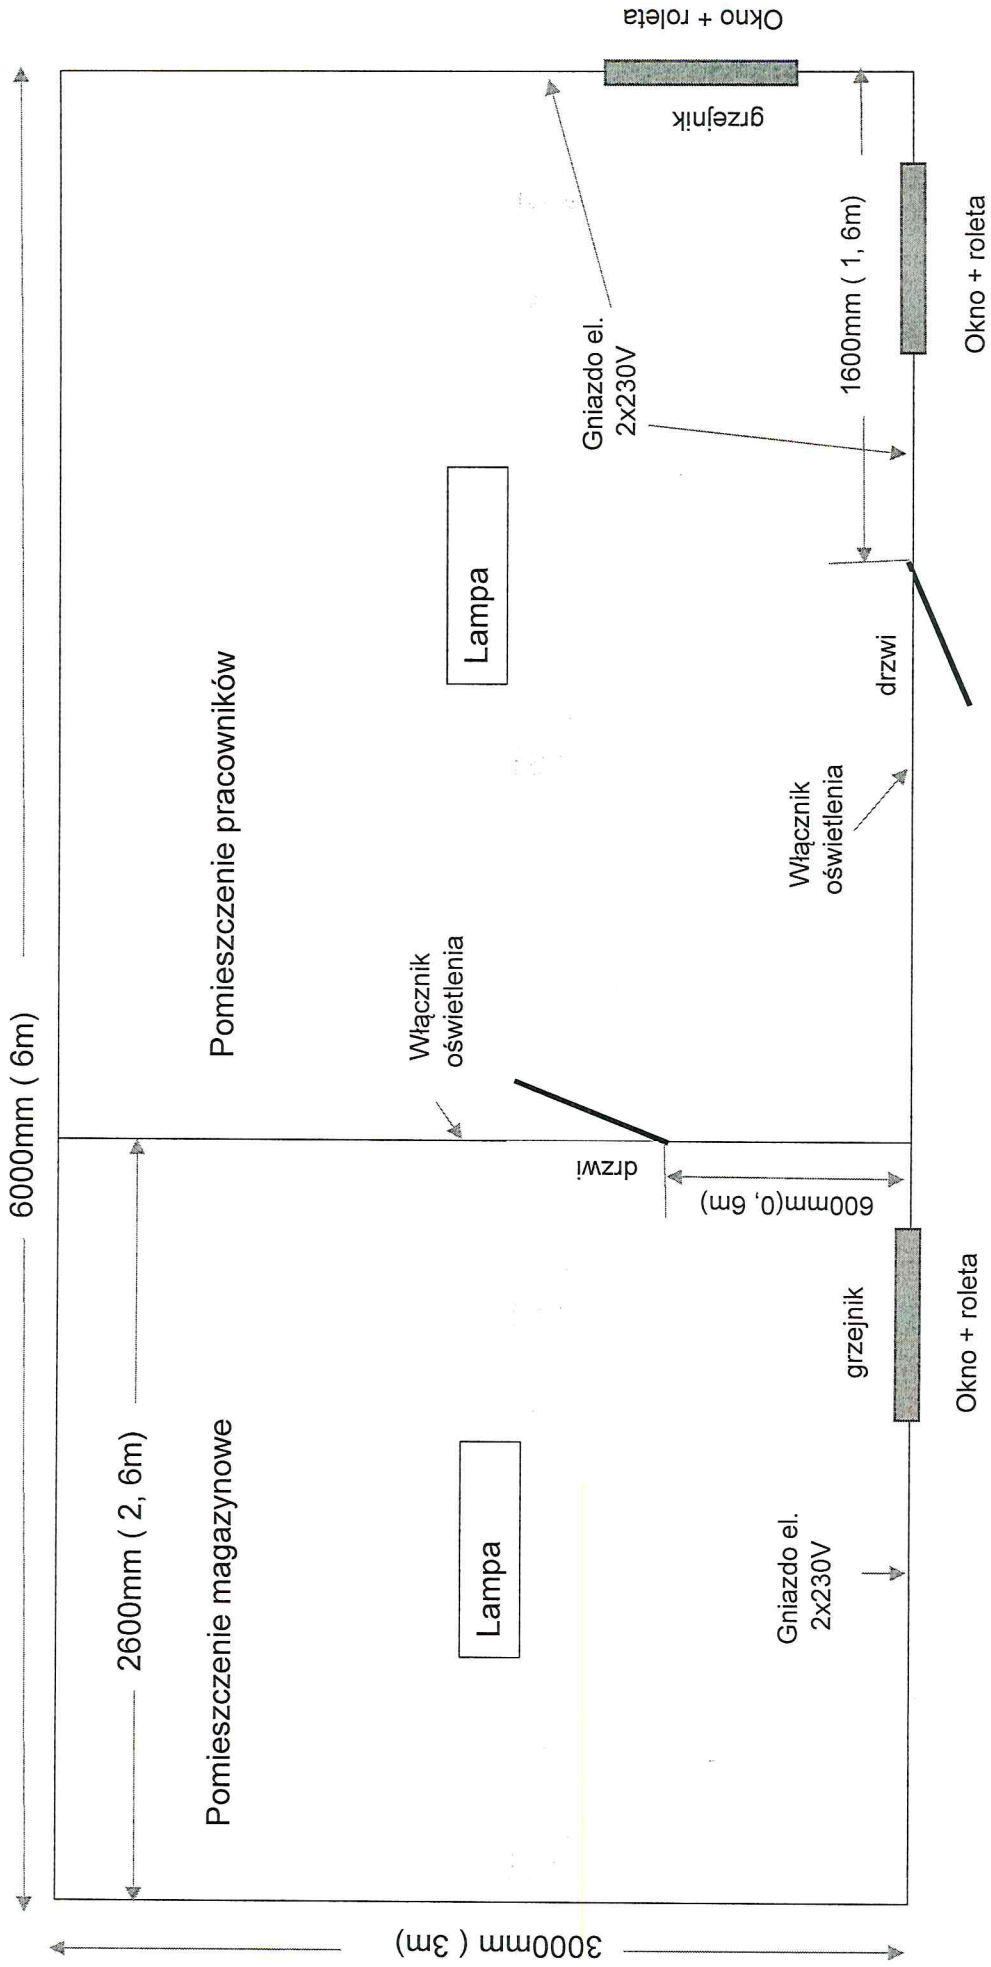 6000mm ( 6m)
2600mm ( 2, 6m)
3000mm ( 3m)
Pomieszczenie magazynowe
Pomieszczenie pracowników
Lampa
Lampa
Włącznik
oświetlenia
drzwi
600mm(0, 6m)
grzejnik
Gniazdo el.
2x230V
Okno + roleta
Włącznik
oświetlenia
drzwi
Gniazdo el.
2x230V
1600mm ( 1, 6m)
grzejnik
Okno + roleta
Okno + roleta